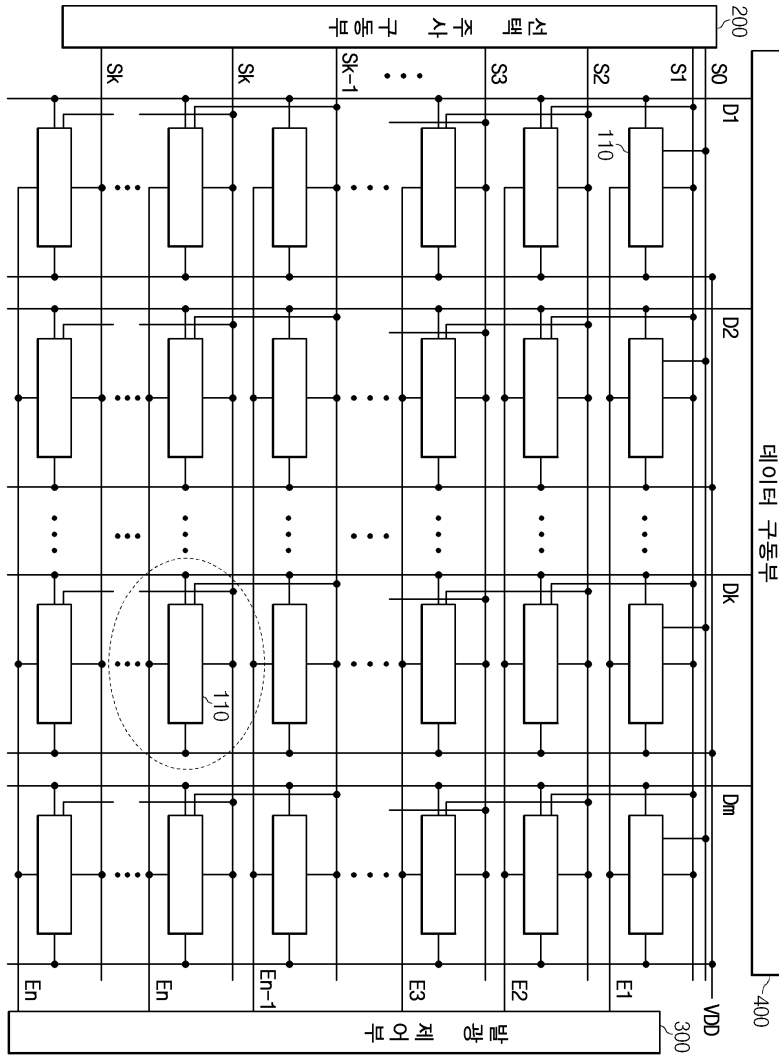 400
데이터 구동부
200
S0
VDD
D1
D2
Dk
Dm
S1
300
110
E1
S2
E2
S3
E3
선택 주사 구동부
발광 제어부
Sk-1
En-1
Sk
110
En
Sk
En